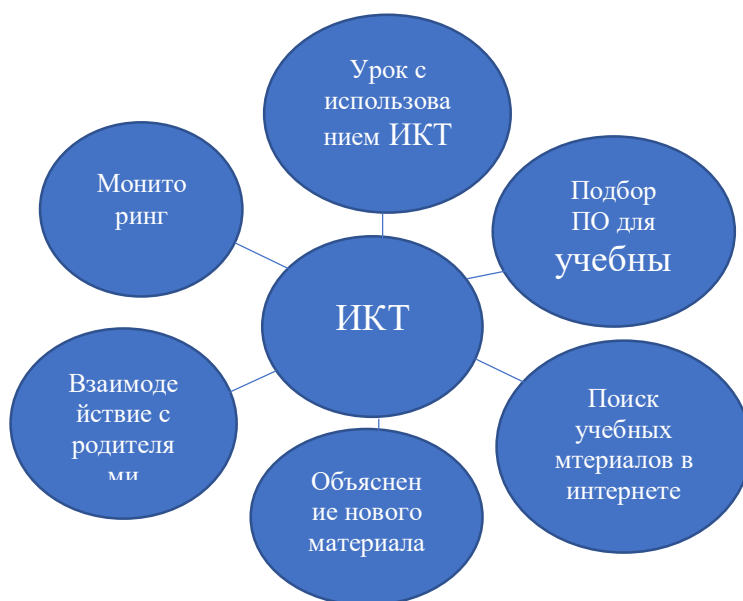 Урок с
использова
нием ИКТ
Монито
ринг
Подбор
ПО для
учебны
ИКТ
Взаимоде
йствие с
родителя
ми
Поиск
учебных
мтериалов в
интернете
Объяснен
ие нового
материала